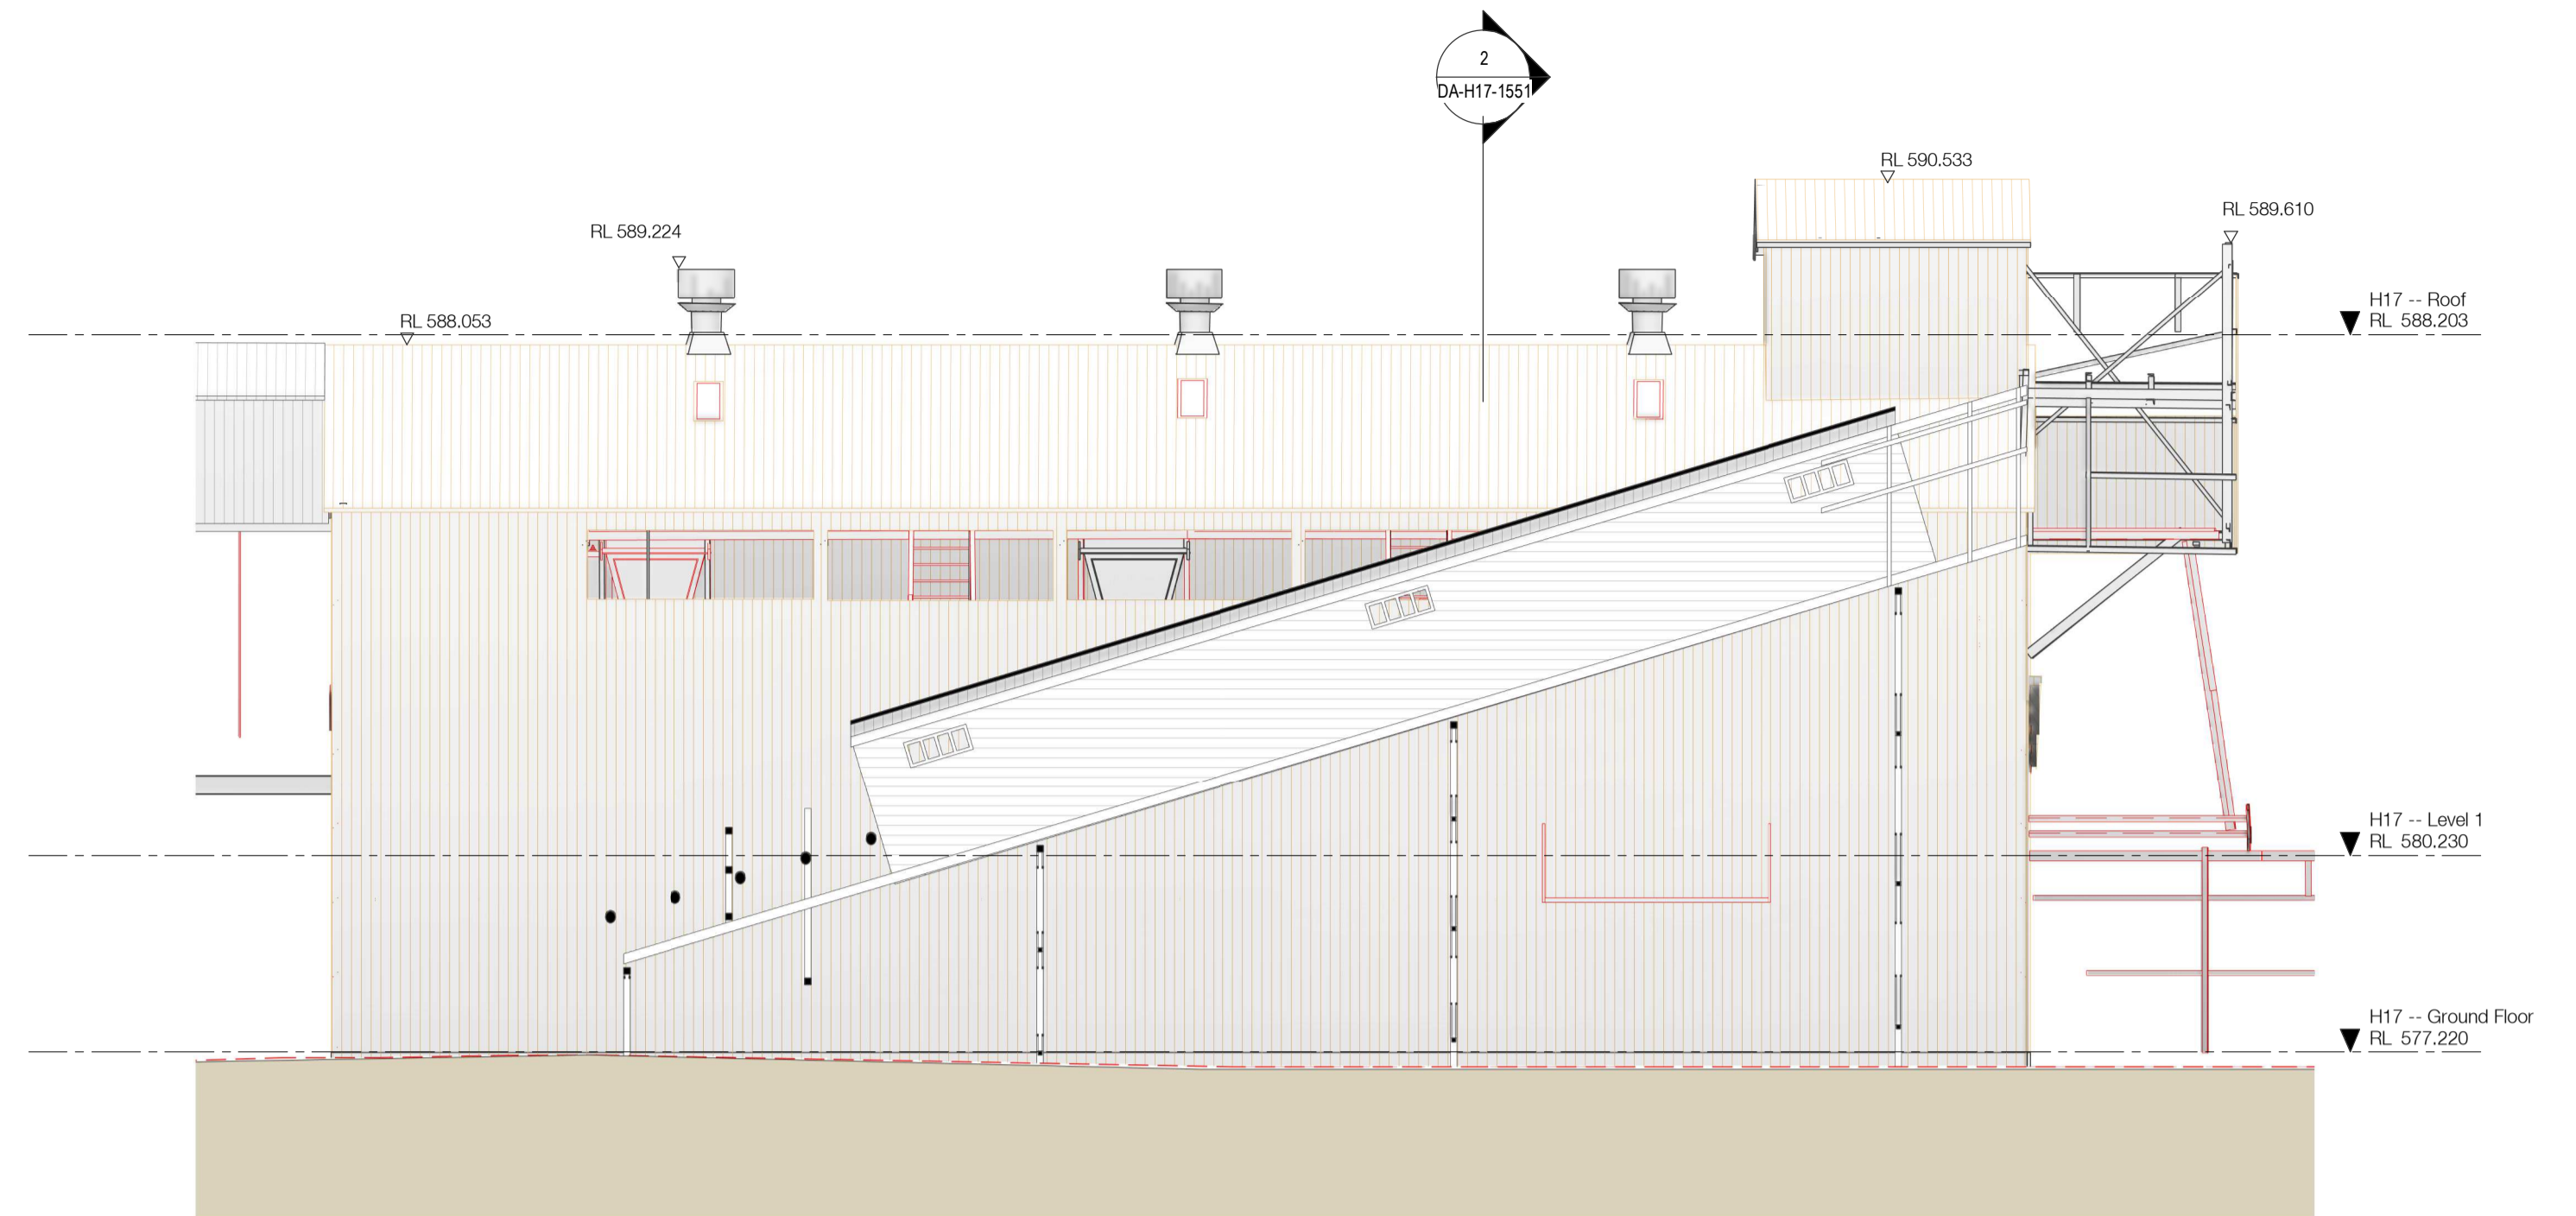 2
DA-H17-1551
RL 590.533
RL 589.610
RL 589.224
H17 -- Roof
RL 588.053
RL 588.203
H17 -- Level 1
RL 580.230
H17 -- Ground Floor
RL 577.220